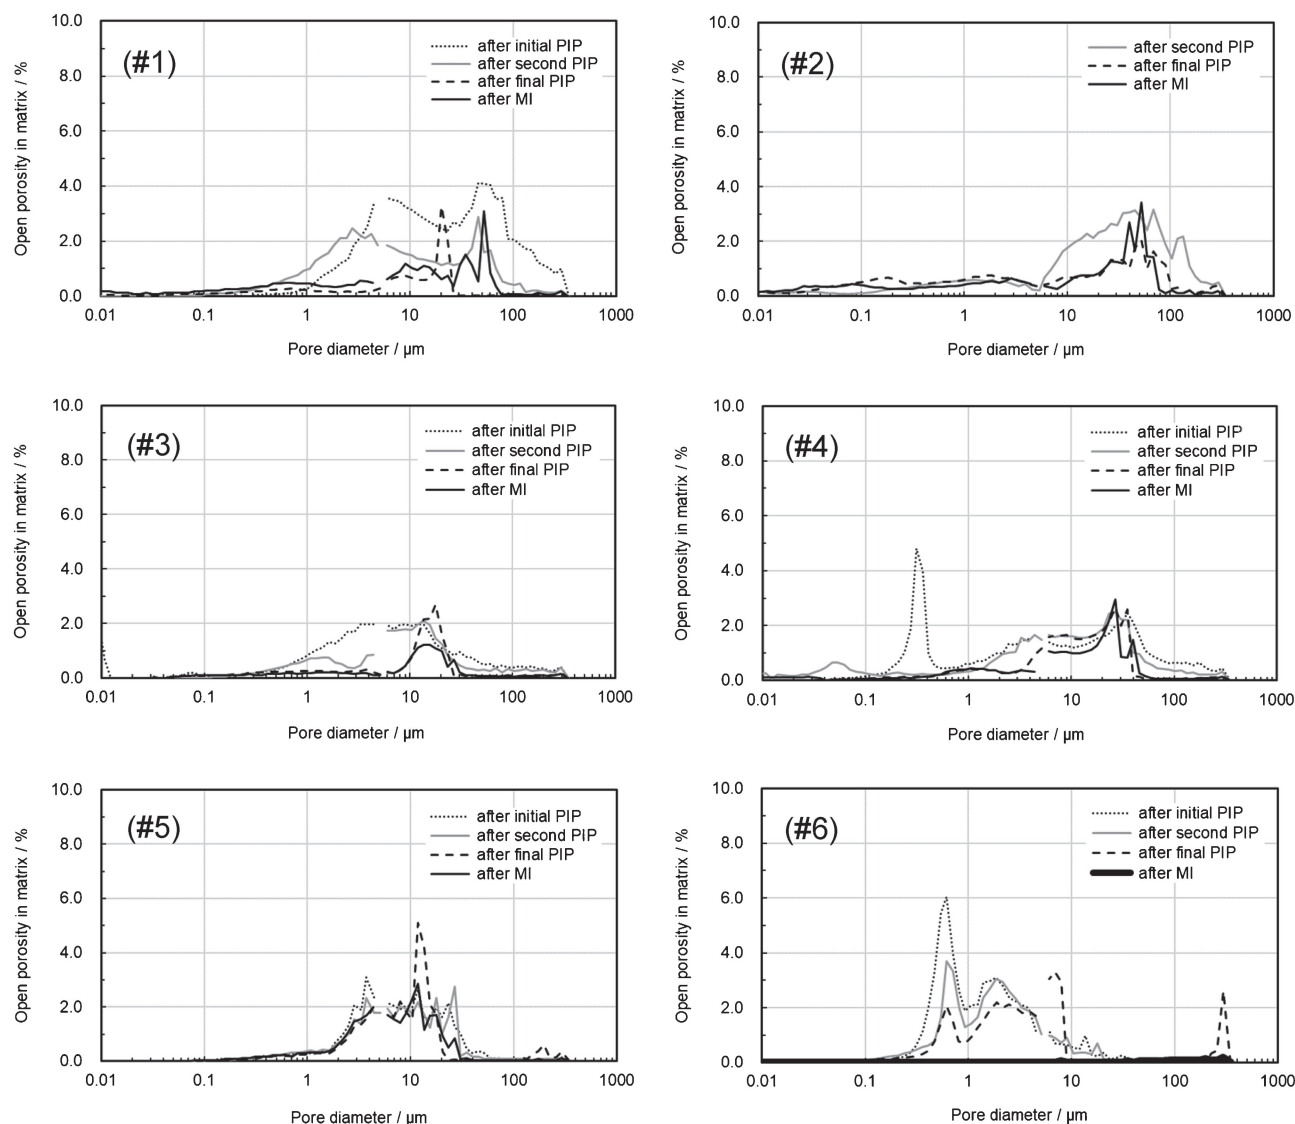 (#1)
after initial PIP
after second PIP
after final PIP
after MI
Open porosity in matrix / %
10.0
8.0
6.0
4.0
2.0
0.0
0.01 0.1 1 10 100 1000
Pore diameter / µm
(#2)
after second PIP
after final PIP
after MI
Open porosity in matrix / %
10.0
8.0
6.0
4.0
2.0
0.0
0.01 0.1 1 10 100 1000
Pore diameter / µm
(#3)
after initlal PIP
after second PIP
after final PIP
after MI
Open porosity in matrix / %
10.0
8.0
6.0
4.0
2.0
0.0
0.01 0.1 1 10 100 1000
Pore diameter / µm
(#4)
after initial PIP
after second PIP
after final PIP
after MI
Open porosity in matrix / %
10.0
8.0
6.0
4.0
2.0
0.0
0.01 0.1 1 10 100 1000
Pore diameter / µm
(#5)
after initial PIP
after second PIP
after final PIP
after MI
Open porosity in matrix / %
10.0
8.0
6.0
4.0
2.0
0.0
0.01 0.1 1 10 100 1000
Pore diameter / µm
(#6)
after initial PIP
after second PIP
after final PIP
after MI
Open porosity in matrix / %
10.0
8.0
6.0
4.0
2.0
0.0
0.01 0.1 1 10 100 1000
Pore diameter / µm